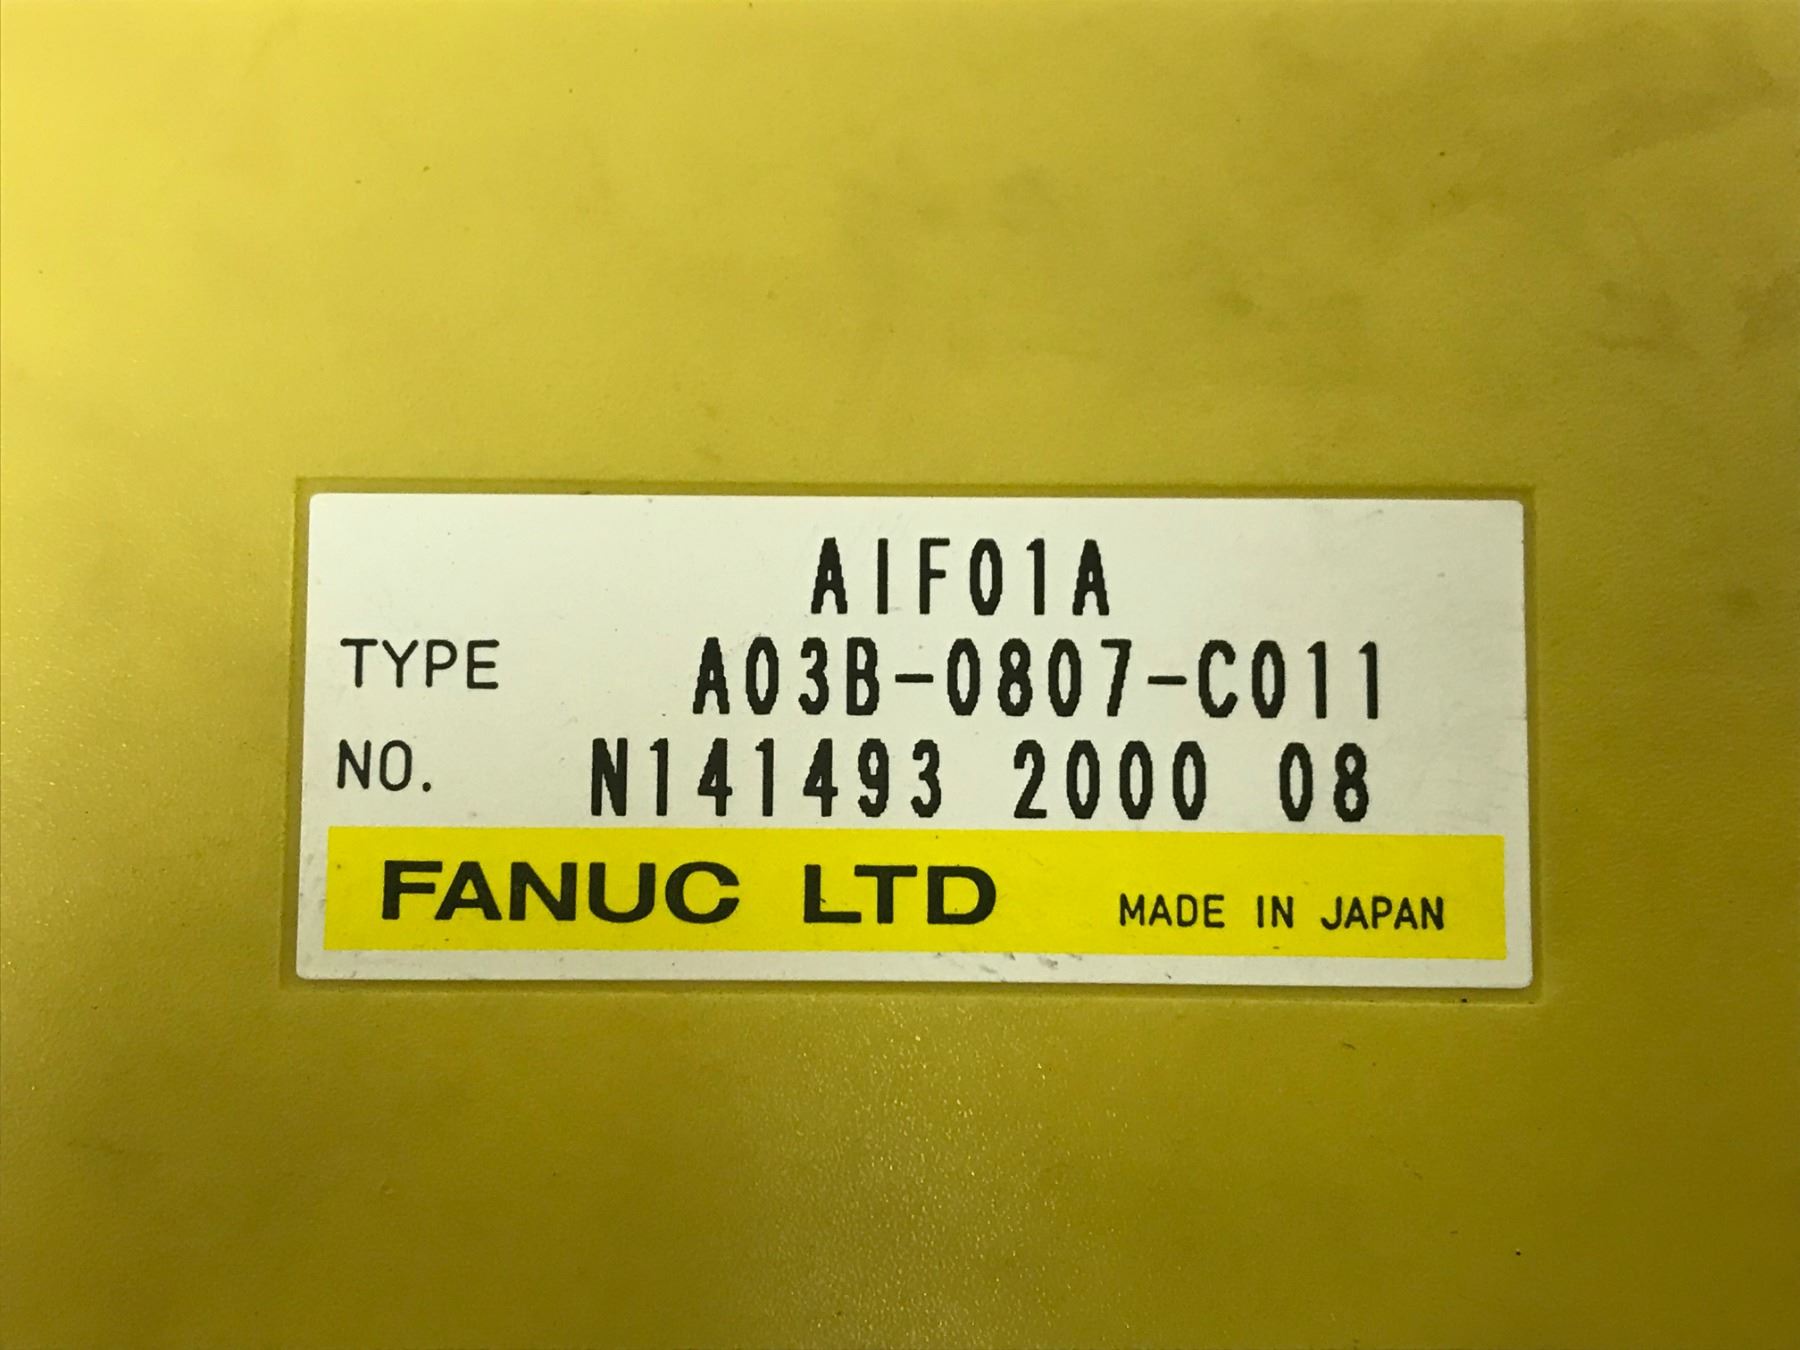 AIF01A
TYPE A03B-0807-C011
NO. N141493 2000 08
FANUC LTD MADE IN JAPAN